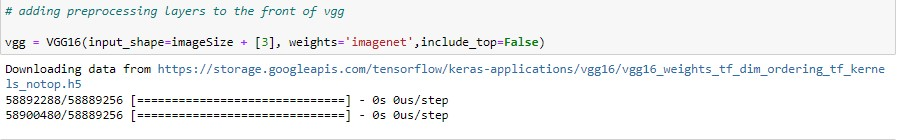 # adding preprocessing layers to the front of vgg
vgg = VGG16(input_shape=imageSize + [3], weights='imagenet',include_top=False)
Downloading data from https://storage.googleapis.com/tensorflow/keras-applications/vgg16/vgg16_weights_tf_dim_ordering_tf_kerne
ls_notop.h5
58892288/58889256 [==============================] - 0s 0us/step
58900480/58889256 [==============================] - 0s 0us/step